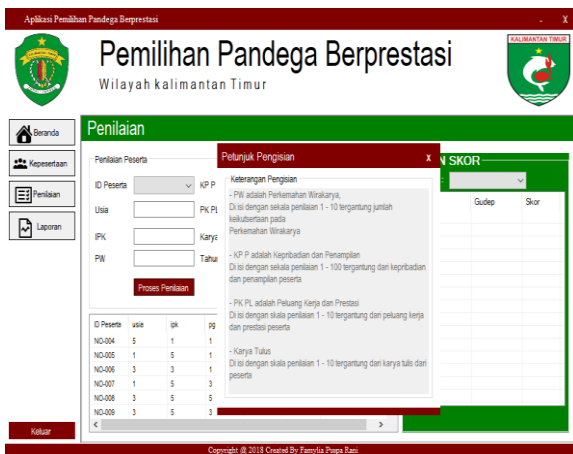 Aplikasi Pemilihan Pandega Berprestasi
- X
KALIMANTAN TIMUR
Pemilihan Pandega Berprestasi
Wilayah kalimantan Timur
Beranda
Kepesertaan
Penilaian
Laporan
Keluar
Penilaian
Penilaian Peserta
ID Peserta
KP P
Usia
PK PL
IPK
Karya
PW
Tahun
Proses Penilaian
ID Peserta usia ipk pg
NO-004 5 1 1
NO-005 1 5 1
NO-006 3 3 1
NO-007 1 5 3
NO-008 3 5 5
NO-009 3 5 3
Petunjuk Pengisian x
Keterangan Pengisian
- PW adalah Perkemahan Wirakarya,
Di isi dengan sekala penilaian 1 - 10 tergantung jumlah
keikutsertaan pada
Perkemahan Wirakarya
- KP P adalah Kepribadian dan Penampilan
Di isi dengan sekala penilaian 1 - 100 tergantung dari kepribadian
dan penampilan peserta
- PK PL adalah Peluang Kerja dan Prestasi
Di isi dengan skala penilaian 1 - 10 tergantung dari peluang kerja
dan prestasi peserta
- Karya Tulus
Di isi dengan skala penilaian 1 - 10 tergantung dari karya tulis dari
peserta
N SKOR
:
Gudep Skor
Copyright @ 2018 Created By Famylia Puspa Rani